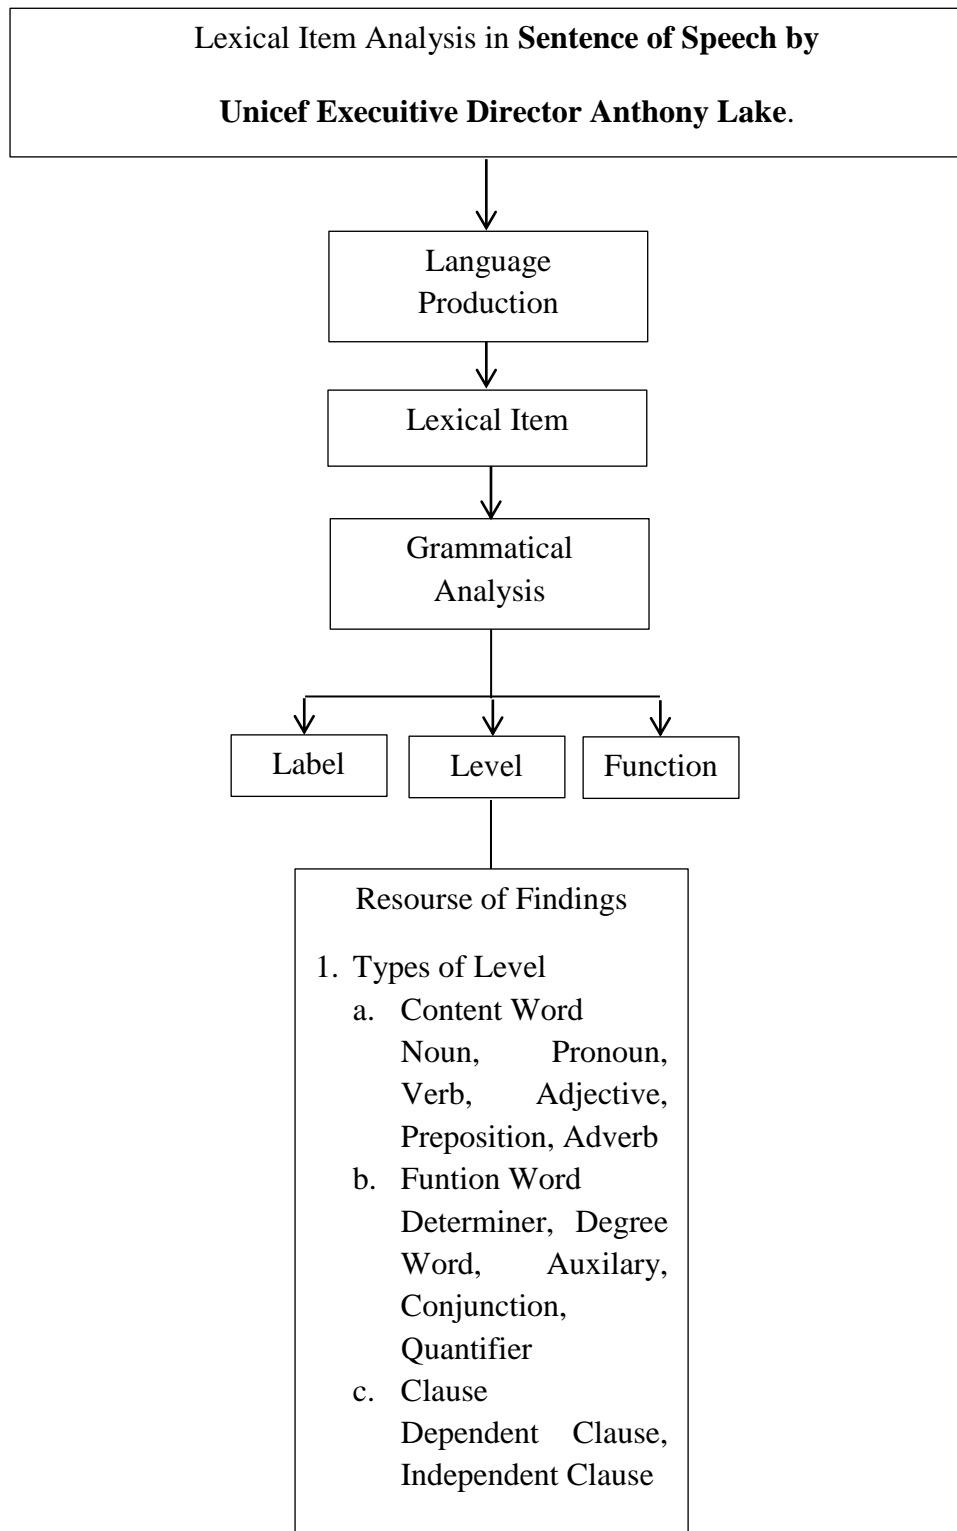 Lexical Item Analysis in Sentence of Speech by
Unicef Execuitive Director Anthony Lake.
Language
Production
Lexical Item
Grammatical
Analysis
Label
Level
Function
Resourse of Findings
1. Types of Level
a. Content Word
Noun, Pronoun,
Verb, Adjective,
Preposition, Adverb
b. Funtion Word
Determiner, Degree
Word, Auxilary,
Conjunction,
Quantifier
c. Clause
Dependent Clause,
Independent Clause